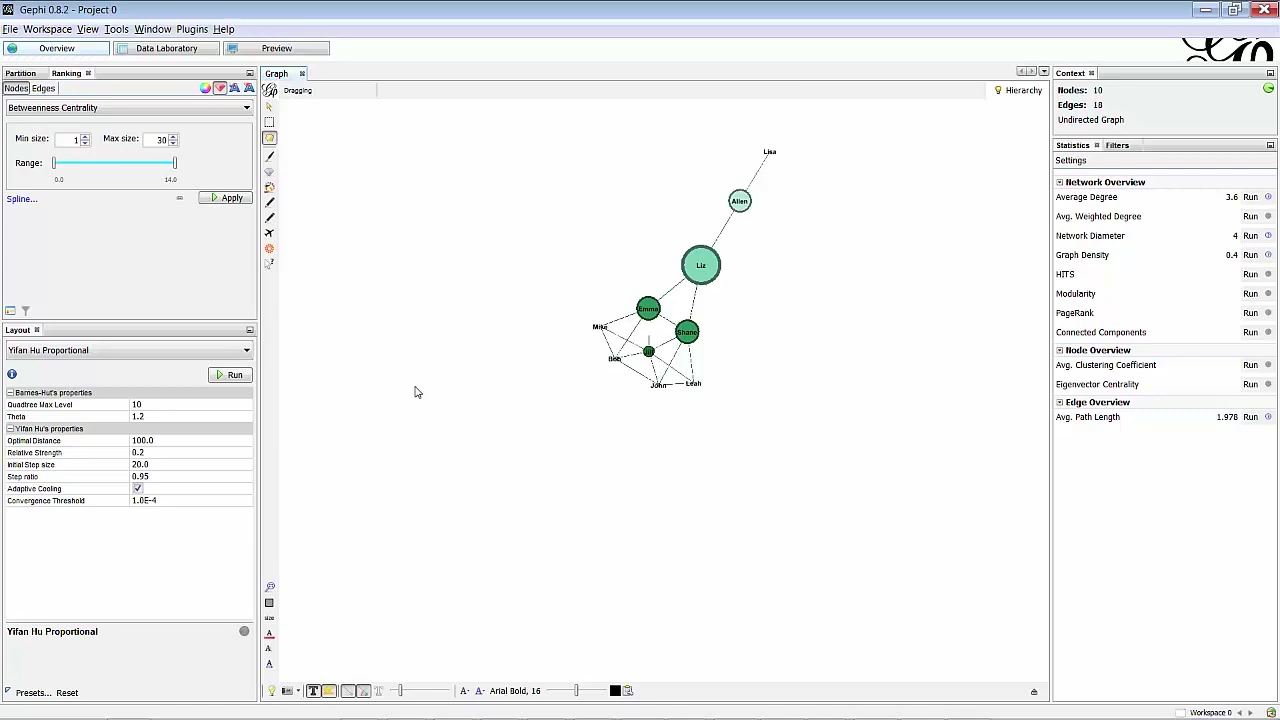 Gephi 0.8.2 - Project 0
File Workspace View Tools Window Plugins Help
Overview Data Laboratory Preview
Partition Ranking
Nodes Edges
Betweenness Centrality
Min size: 1 Max size: 30
Range:
0.0 14.0
Spline... Apply
Layout
Yifan Hu Proportional
Run
Barnes-Hut's properties
Quadtree Max Level 10
Theta 1.2
Yifan Hu's properties
Optimal Distance 100.0
Relative Strength 0.2
Initial Step size 20.0
Step ratio 0.95
Adaptive Cooling
Convergence Threshold 1.0E-4
Yifan Hu Proportional
Presets... Reset
Graph
Dragging
Hierarchy
Lisa
Allen
Liz
Emma
Mike
Shane
Bob
John
Leah
size
A
A
A
T T A- A- Arial Bold, 16
Context
Nodes: 10
Edges: 18
Undirected Graph
Statistics Filters
Settings
Network Overview
Average Degree 3.6 Run
Avg. Weighted Degree Run
Network Diameter 4 Run
Graph Density 0.4 Run
HITS Run
Modularity Run
PageRank Run
Connected Components Run
Node Overview
Avg. Clustering Coefficient Run
Eigenvector Centrality Run
Edge Overview
Avg. Path Length 1.978 Run
Workspace 0